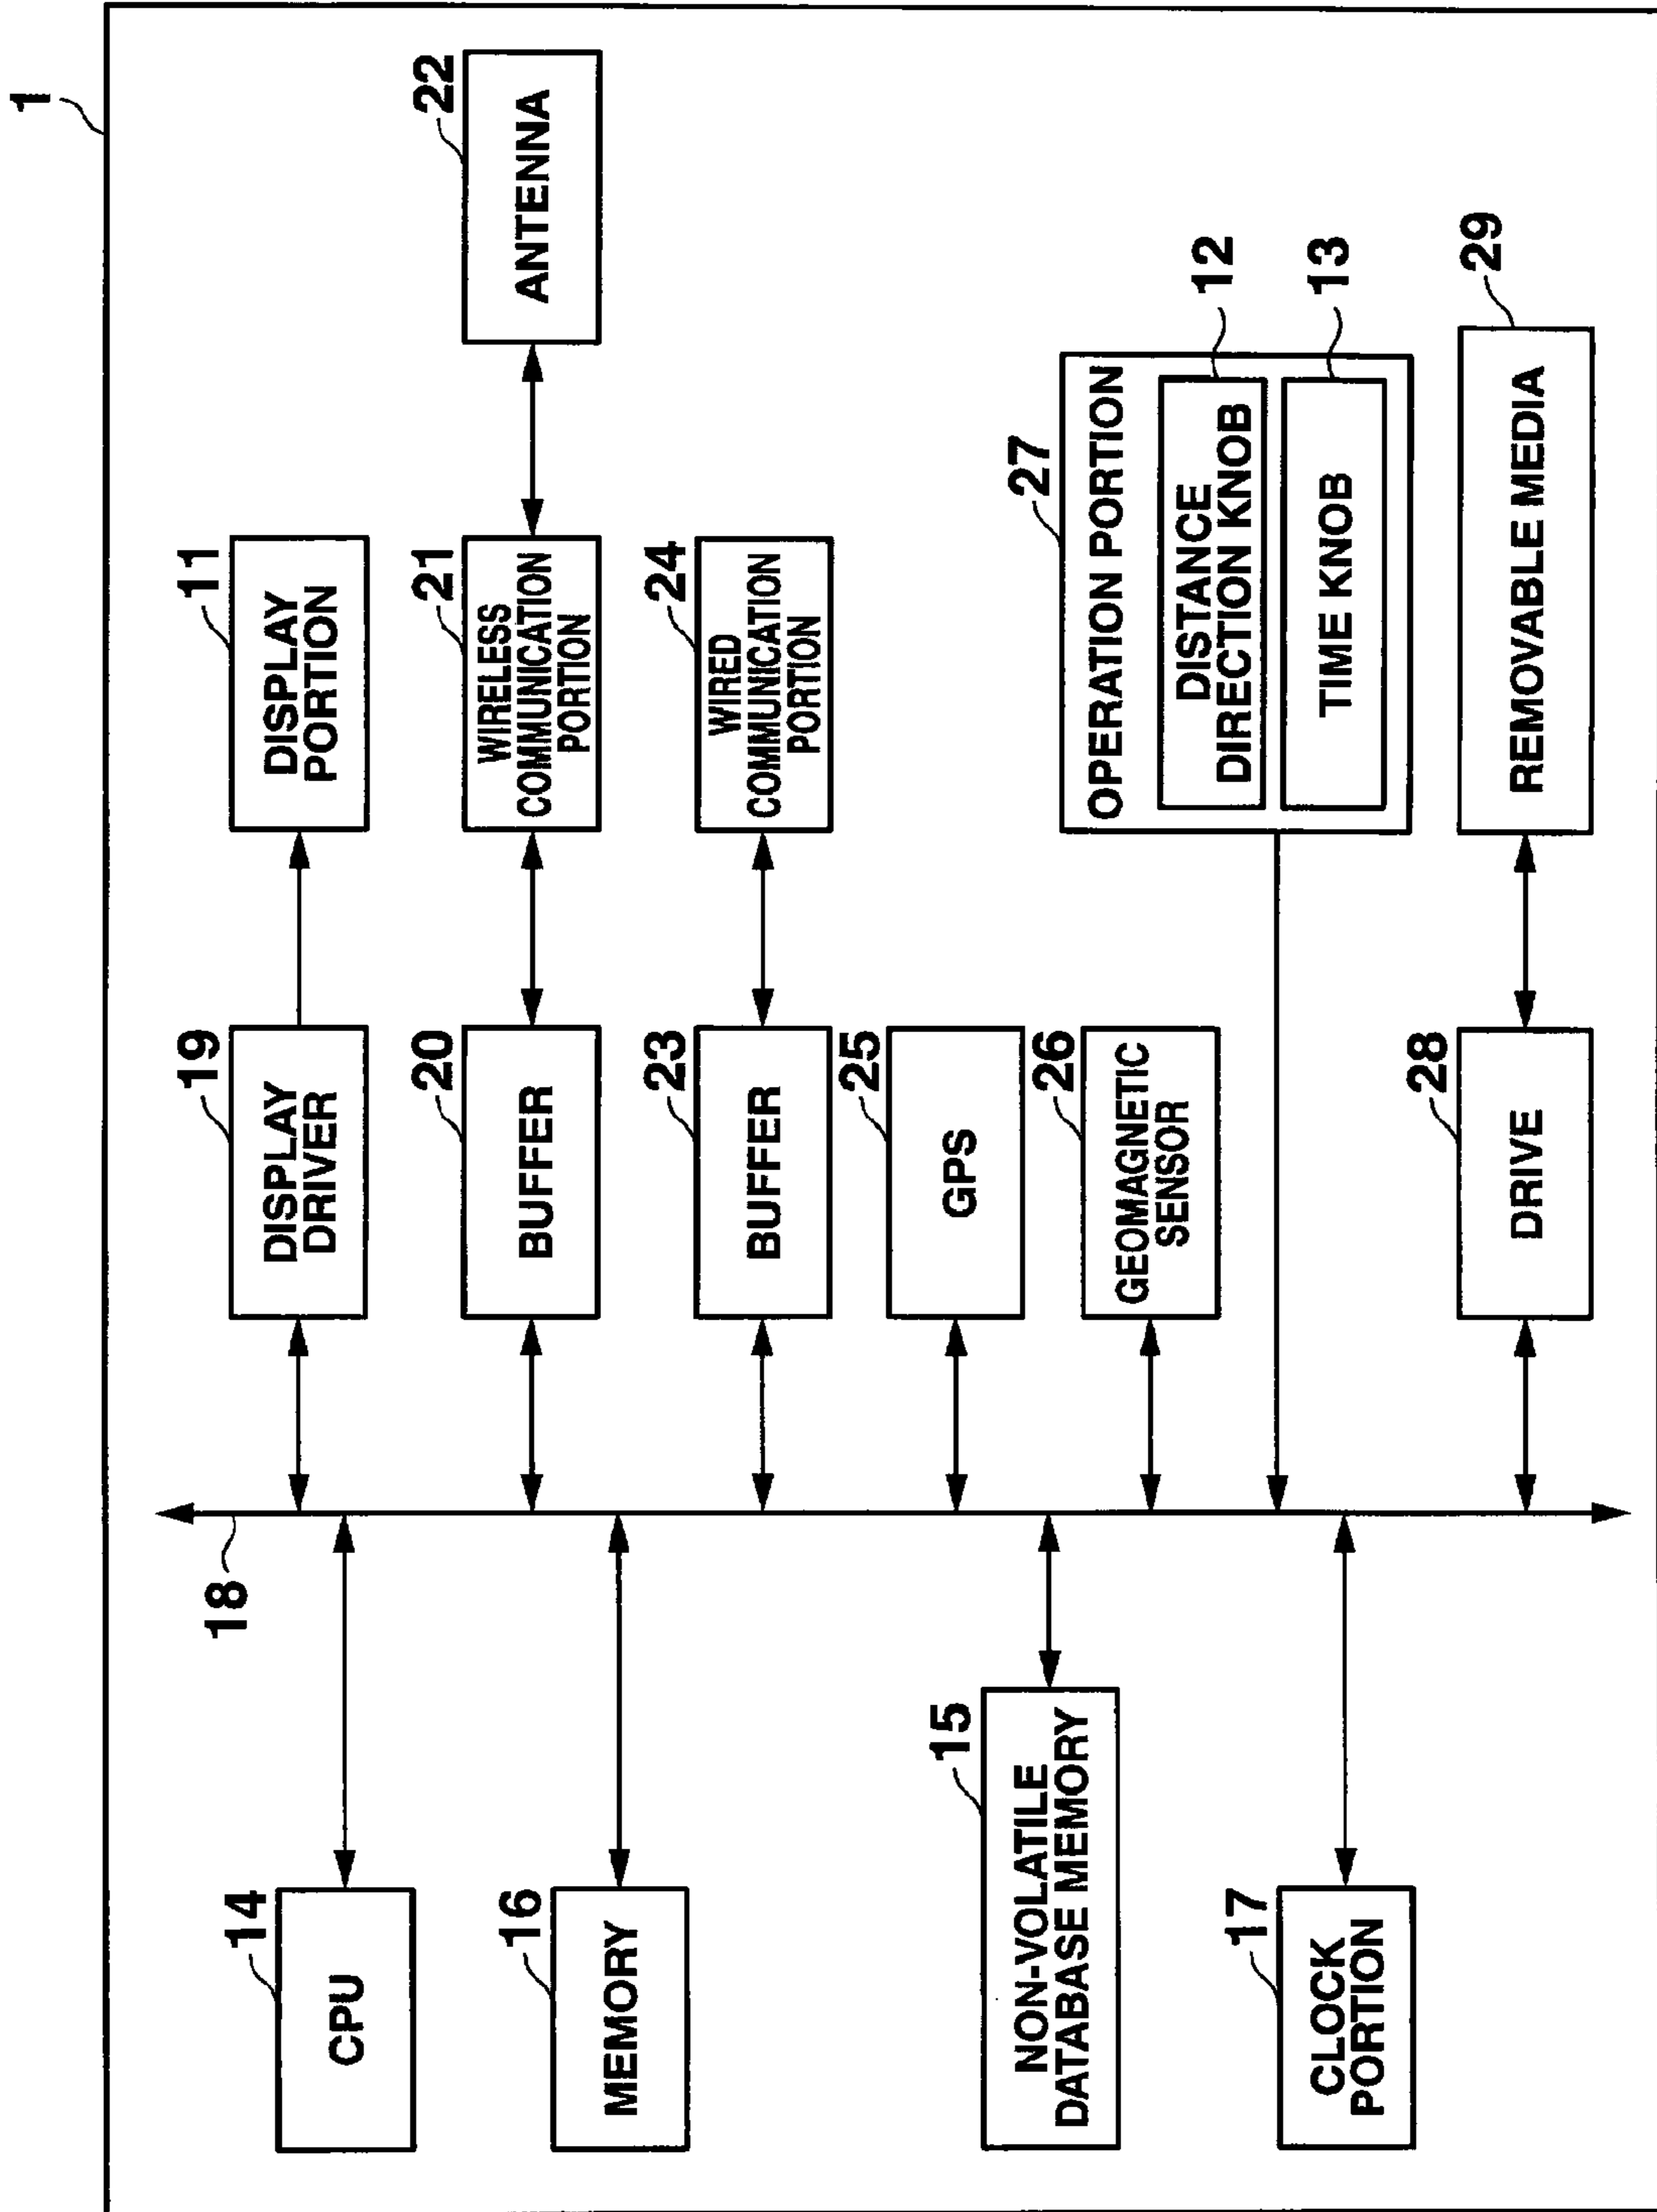 1
14
CPU
16
MEMORY
15
NON-VOLATILE
DATABASE MEMORY
17
CLOCK
PORTION
18
19
DISPLAY
DRIVER
11
DISPLAY
PORTION
20
BUFFER
21
WIRELESS
COMMUNICATION
PORTION
22
ANTENNA
23
BUFFER
24
WIRED
COMMUNICATION
PORTION
25
GPS
26
GEOMAGNETIC
SENSOR
27
OPERATION PORTION
DISTANCE
DIRECTION KNOB
12
TIME KNOB
13
28
DRIVE
REMOVABLE MEDIA
29